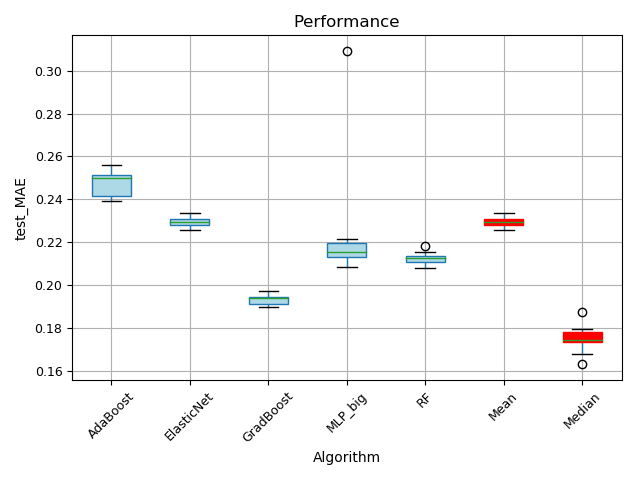 Performance
test_MAE
0.30
0.28
0.26
0.24
0.22
0.20
0.18
0.16
AdaBoost
ElasticNet
GradBoost
MLP_big
RF
Mean
Median
Algorithm